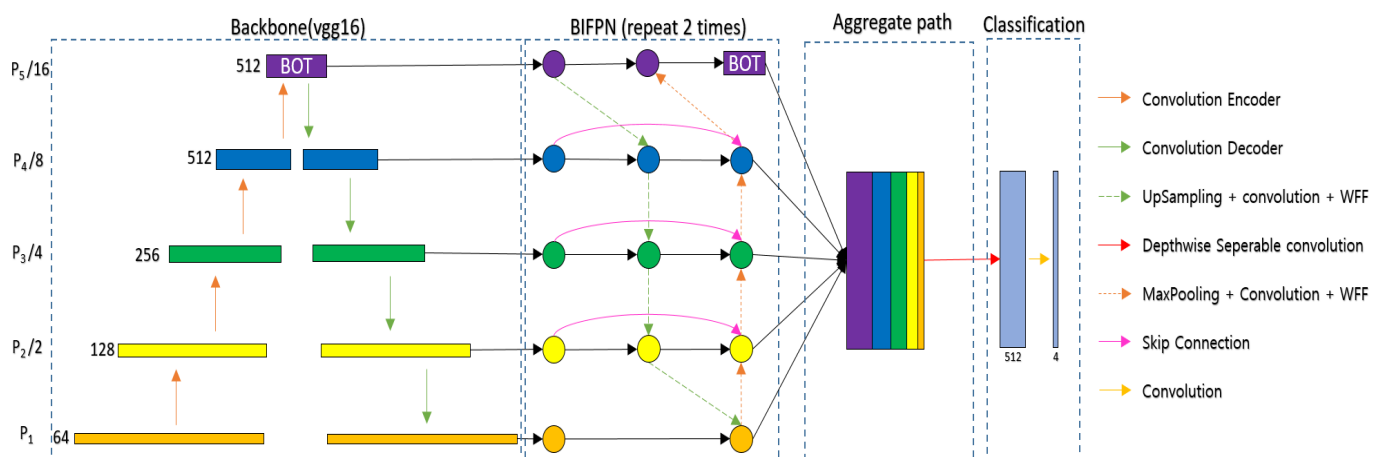 Backbone(vgg16)
BIFPN (repeat 2 times)
Aggregate path
Classification
P5/16
512
BOT
BOT
P4/8
512
P3/4
256
P2/2
128
P1
64
512
4
Convolution Encoder
Convolution Decoder
UpSampling + convolution + WFF
Depthwise Seperable convolution
MaxPooling + Convolution + WFF
Skip Connection
Convolution